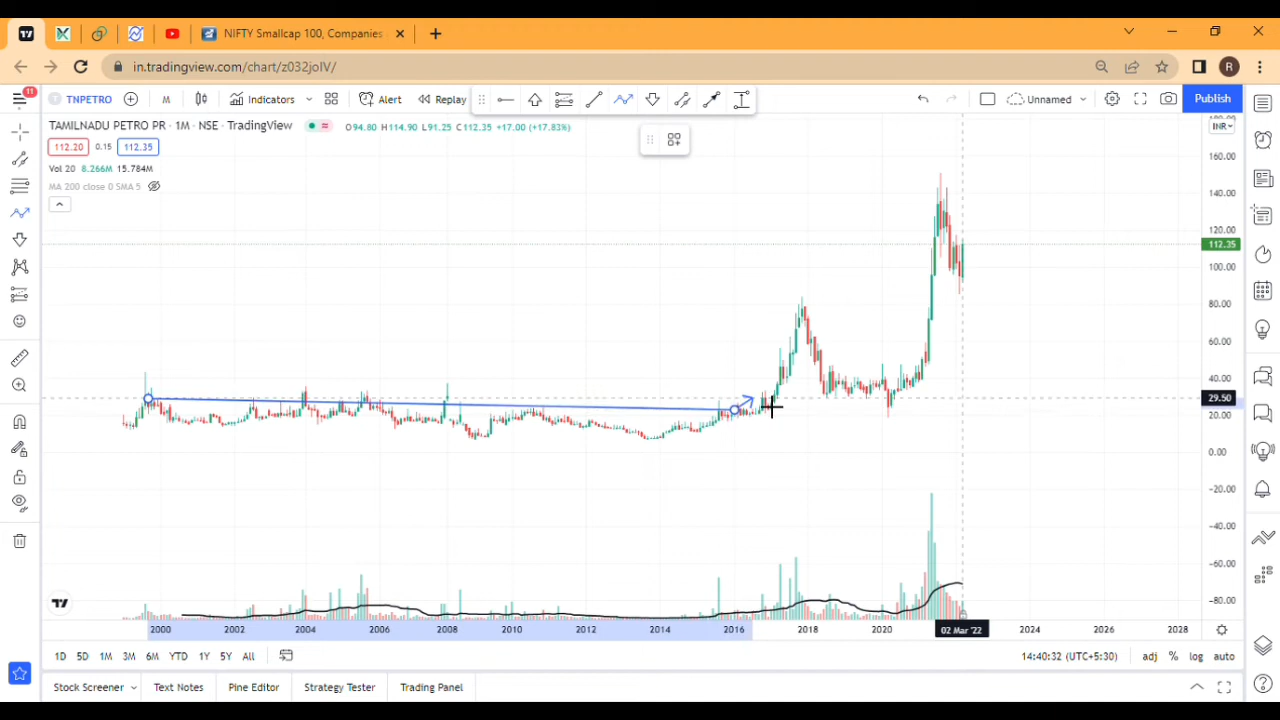 NIFTY Smallcap 100, Companies
in.tradingview.com/chart/z032joIV/
R
11
TNPETRO
M
Indicators
Alert
Replay
Unnamed
Publish
TAMILNADU PETRO PR · 1M · NSE · TradingView
O94.80 H114.90 L91.25 C112.35 +17.00 (+17.83%)
INR
112.20 0.15 112.35
Vol 20 8.266M 15.784M
MA 200 close 0 SMA 5
180.00
160.00
140.00
120.00
112.35
100.00
80.00
60.00
40.00
29.50
20.00
0.00
−20.00
−40.00
−60.00
−80.00
2000 2002 2004 2006 2008 2010 2012 2014 2016 2018 2020 02 Mar '22 2024 2026 2028
1D 5D 1M 3M 6M YTD 1Y 5Y All
14:40:32 (UTC+5:30) adj % log auto
Stock Screener Text Notes Pine Editor Strategy Tester Trading Panel